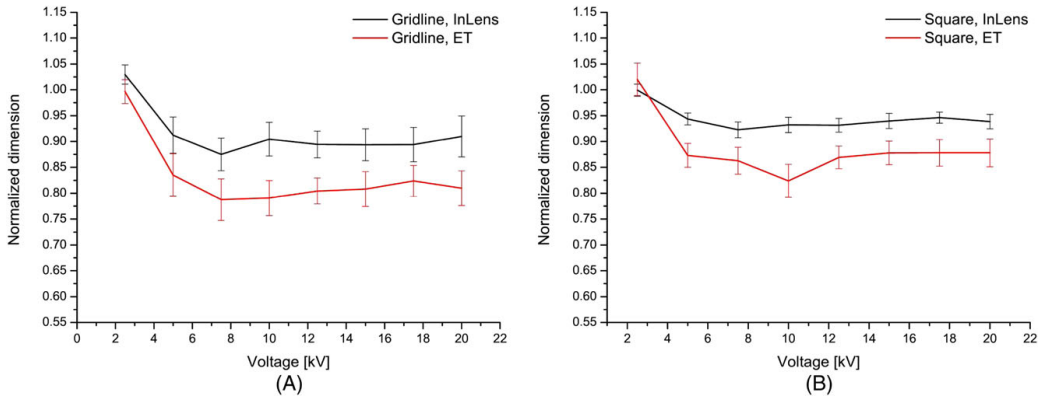 1.15
1.10
1.05
1.00
0.95
0.90
0.85
0.80
0.75
0.70
0.65
0.60
0.55
Normalized dimension
Gridline, InLens
Gridline, ET
0 2 4 6 8 10 12 14 16 18 20 22
Voltage [kV]
(A)
1.15
1.10
1.05
1.00
0.95
0.90
0.85
0.80
0.75
0.70
0.65
0.60
0.55
Normalized dimension
Square, InLens
Square, ET
2 4 6 8 10 12 14 16 18 20 22
Voltage [kV]
(B)